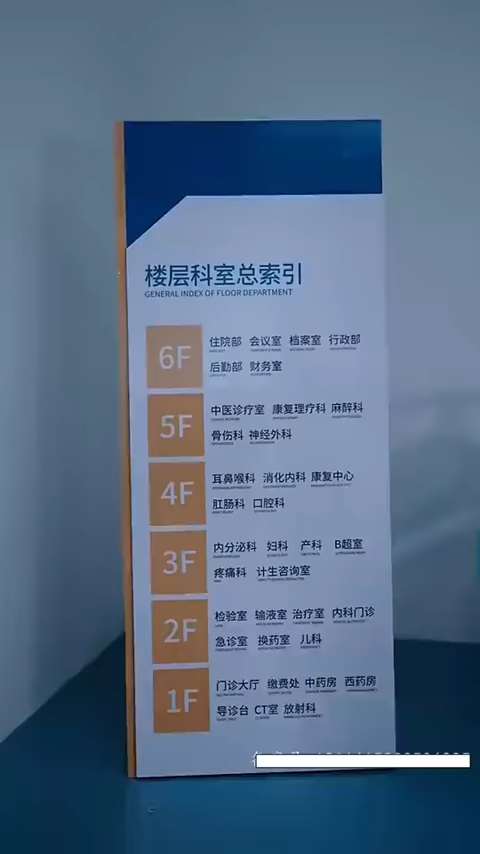 楼层科室总索引
GENERAL INDEX OF FLOOR DEPARTMENT
6F
住院部 会议室 档案室 行政部
后勤部 财务室
5F
中医诊疗室 康复理疗科 麻醉科
骨伤科 神经外科
4F
耳鼻喉科 消化内科 康复中心
肛肠科 口腔科
3F
内分泌科 妇科 产科 B超室
疼痛科 计生咨询室
2F
检验室 输液室 治疗室 内科门诊
急诊室 换药室 儿科
1F
门诊大厅 缴费处 中药房 西药房
导诊台 CT室 放射科